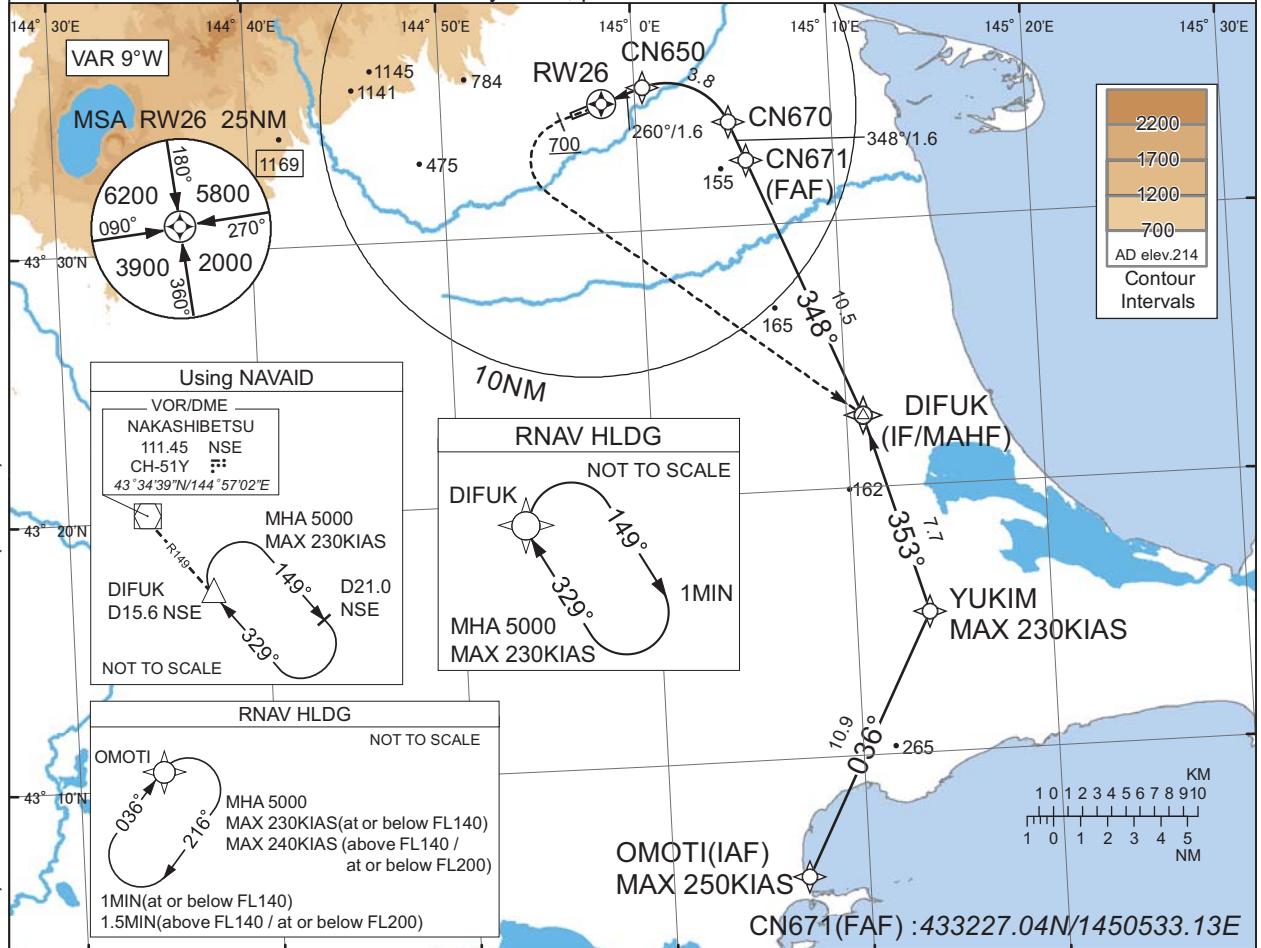 144° 30'E
144° 40'E
144° 50'E
145° 0'E
145° 10'E
145° 20'E
145° 30'E
VAR 9°W
CN650
3.8
RW26
1145
1141
784
CN670
MSA RW26 25NM
700
260°/1.6
348°/1.6
CN671
(FAF)
1169
475
155
180°
6200
5800
090°
270°
3900
2000
360°
2200
1700
1200
700
AD elev.214
Contour
Intervals
43° 30'N
10.5
348°
165
10NM
Using NAVAID
VOR/DME
NAKASHIBETSU
111.45 NSE
CH-51Y
43°34'39"N/144°57'02"E
R149
MHA 5000
MAX 230KIAS
149°
D21.0
NSE
DIFUK
D15.6 NSE
329°
NOT TO SCALE
RNAV HLDG
NOT TO SCALE
DIFUK
149°
1MIN
329°
MHA 5000
MAX 230KIAS
DIFUK
(IF/MAHF)
162
7.7
353°
43° 20'N
YUKIM
MAX 230KIAS
RNAV HLDG
NOT TO SCALE
OMOTI
036°
216°
MHA 5000
MAX 230KIAS(at or below FL140)
MAX 240KIAS (above FL140 /
at or below FL200)
1MIN(at or below FL140)
1.5MIN(above FL140 / at or below FL200)
43° 10'N
10.9
036°
265
KM
1 0 1 2 3 4 5 6 7 8 9 10
1 0 1 2 3 4 5
NM
OMOTI(IAF)
MAX 250KIAS
CN671(FAF) :433227.04N/1450533.13E